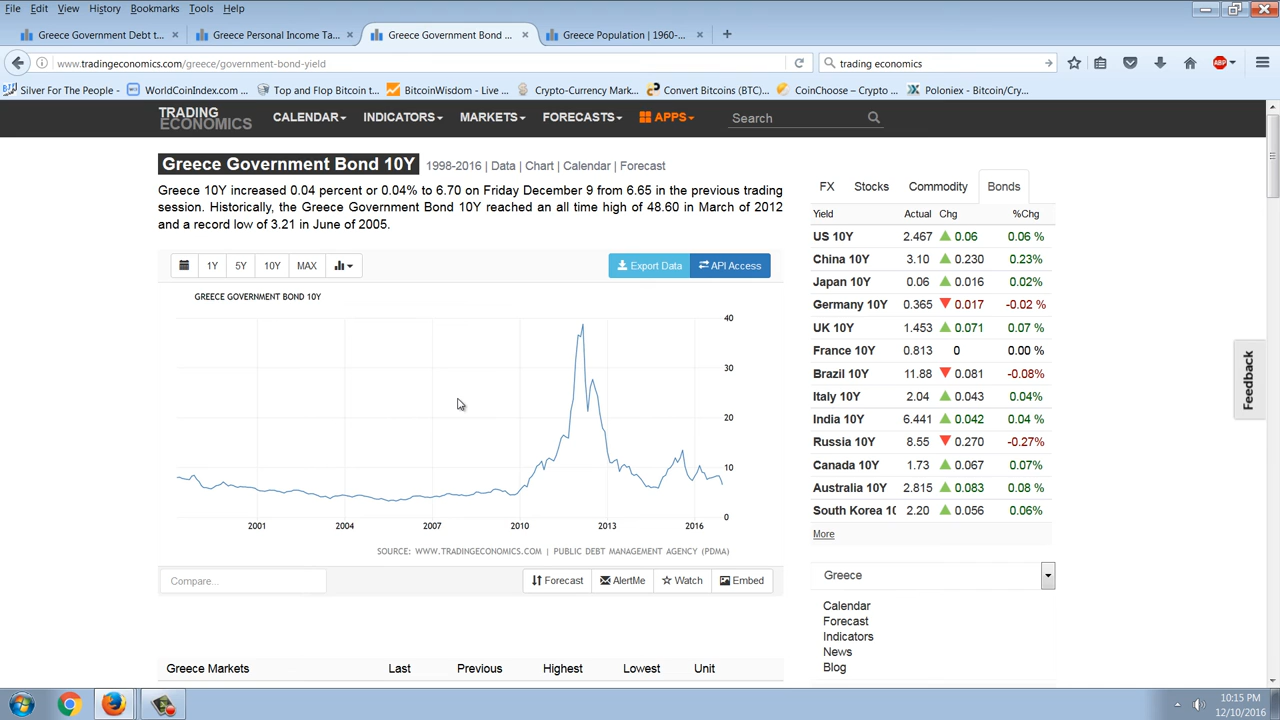 File Edit View History Bookmarks Tools Help
Greece Government Debt t... × Greece Personal Income Ta... × Greece Government Bond ... × Greece Population | 1960-... × +
www.tradingeconomics.com/greece/government-bond-yield trading economics ABP
Silver For The People - WorldCoinIndex.com ... Top and Flop Bitcoin t... BitcoinWisdom - Live ... Crypto-Currency Mark... Convert Bitcoins (BTC)... CoinChoose – Crypto ... Poloniex - Bitcoin/Cry...
TRADING
ECONOMICS
CALENDAR INDICATORS MARKETS FORECASTS APPS Search
Greece Government Bond 10Y 1998-2016 | Data | Chart | Calendar | Forecast
Greece 10Y increased 0.04 percent or 0.04% to 6.70 on Friday December 9 from 6.65 in the previous trading
session. Historically, the Greece Government Bond 10Y reached an all time high of 48.60 in March of 2012
and a record low of 3.21 in June of 2005.
1Y 5Y 10Y MAX Export Data API Access
GREECE GOVERNMENT BOND 10Y
40
30
20
10
0
2001 2004 2007 2010 2013 2016
SOURCE: WWW.TRADINGECONOMICS.COM | PUBLIC DEBT MANAGEMENT AGENCY (PDMA)
Compare... Forecast AlertMe Watch Embed
Greece Markets Last Previous Highest Lowest Unit
FX Stocks Commodity Bonds
Yield Actual Chg %Chg
US 10Y 2.467 0.06 0.06 %
China 10Y 3.10 0.230 0.23%
Japan 10Y 0.06 0.016 0.02%
Germany 10Y 0.365 0.017 -0.02 %
UK 10Y 1.453 0.071 0.07 %
France 10Y 0.813 0 0.00 %
Brazil 10Y 11.88 0.081 -0.08%
Italy 10Y 2.04 0.043 0.04%
India 10Y 6.441 0.042 0.04 %
Russia 10Y 8.55 0.270 -0.27%
Canada 10Y 1.73 0.067 0.07%
Australia 10Y 2.815 0.083 0.08 %
South Korea 10 2.20 0.056 0.06%
More
Greece
Calendar
Forecast
Indicators
News
Blog
Feedback
10:15 PM
12/10/2016